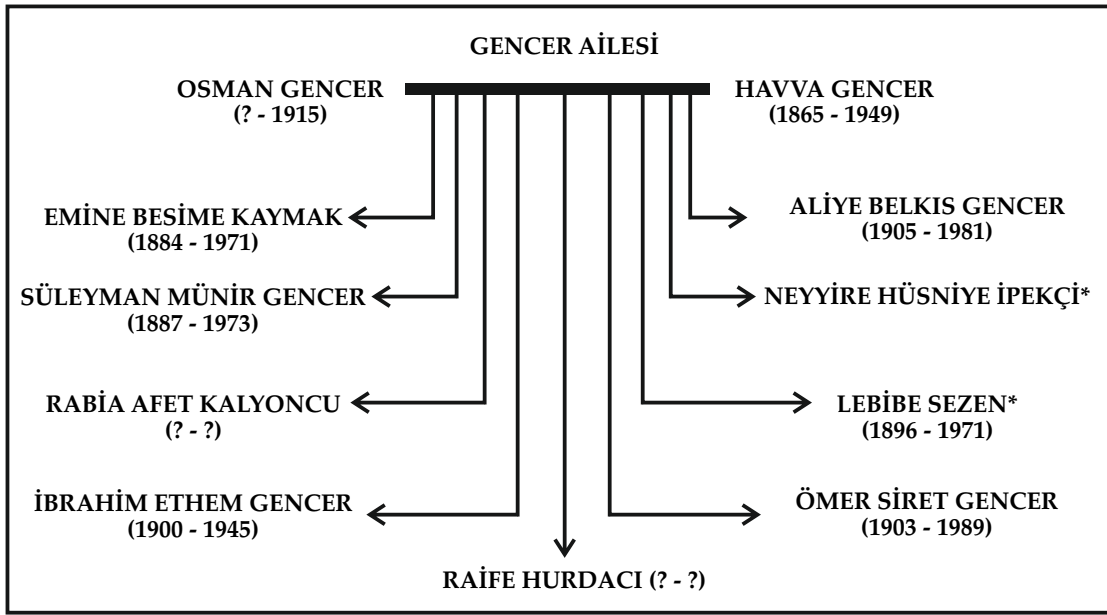 GENCER AİLESİ
OSMAN GENCER
(? - 1915)
HAVVA GENCER
(1865 - 1949)
EMİNE BESİME KAYMAK
(1884 - 1971)
ALİYE BELKIS GENCER
(1905 - 1981)
SÜLEYMAN MÜNİR GENCER
(1887 - 1973)
NEYYİRE HÜSNİYE İPEKÇİ*
RABİA AFET KALYONCU
(? - ?)
LEBİBE SEZEN*
(1896 - 1971)
İBRAHİM ETHEM GENCER
(1900 - 1945)
ÖMER SİRET GENCER
(1903 - 1989)
RAİFE HURDACI (? - ?)